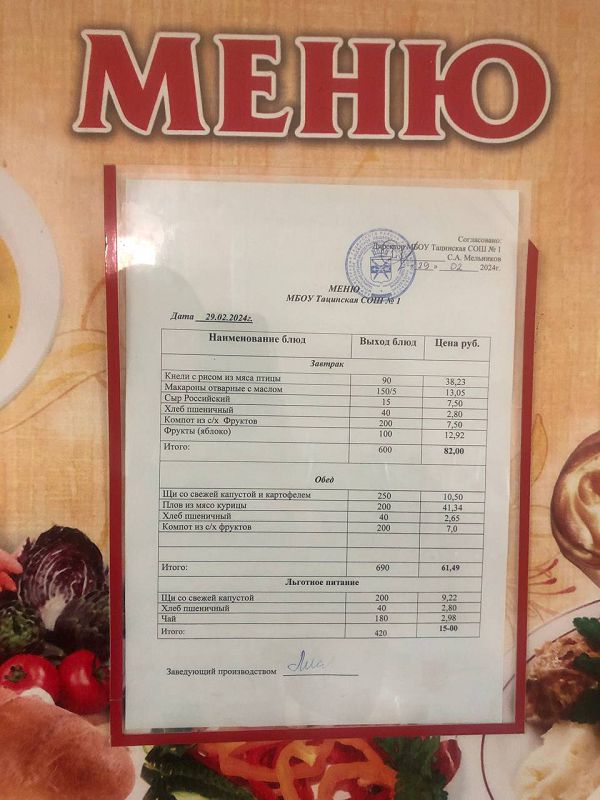 МЕНЮ
Согласовано:
Директор МБОУ Тацинская СОШ № 1
С.А. Мельников
«29» 02 2024г.
МЕНЮ
МБОУ Тацинская СОШ № 1
Дата 29.02.2024г.
Наименование блюд Выход блюд Цена руб.
Завтрак
Кнели с рисом из мяса птицы 90 38,23
Макароны отварные с маслом 150/5 13,05
Сыр Российский 15 7,50
Хлеб пшеничный 40 2,80
Компот из с/х Фруктов 200 7,50
Фрукты (яблоко) 100 12,92
Итого: 600 82,00
Обед
Щи со свежей капустой и картофелем 250 10,50
Плов из мясо курицы 200 41,34
Хлеб пшеничный 40 2,65
Компот из с/х фруктов 200 7,0
Итого: 690 61,49
Льготное питание
Щи со свежей капустой 200 9,22
Хлеб пшеничный 40 2,80
Чай 180 2,98
Итого: 420 15-00
Заведующий производством